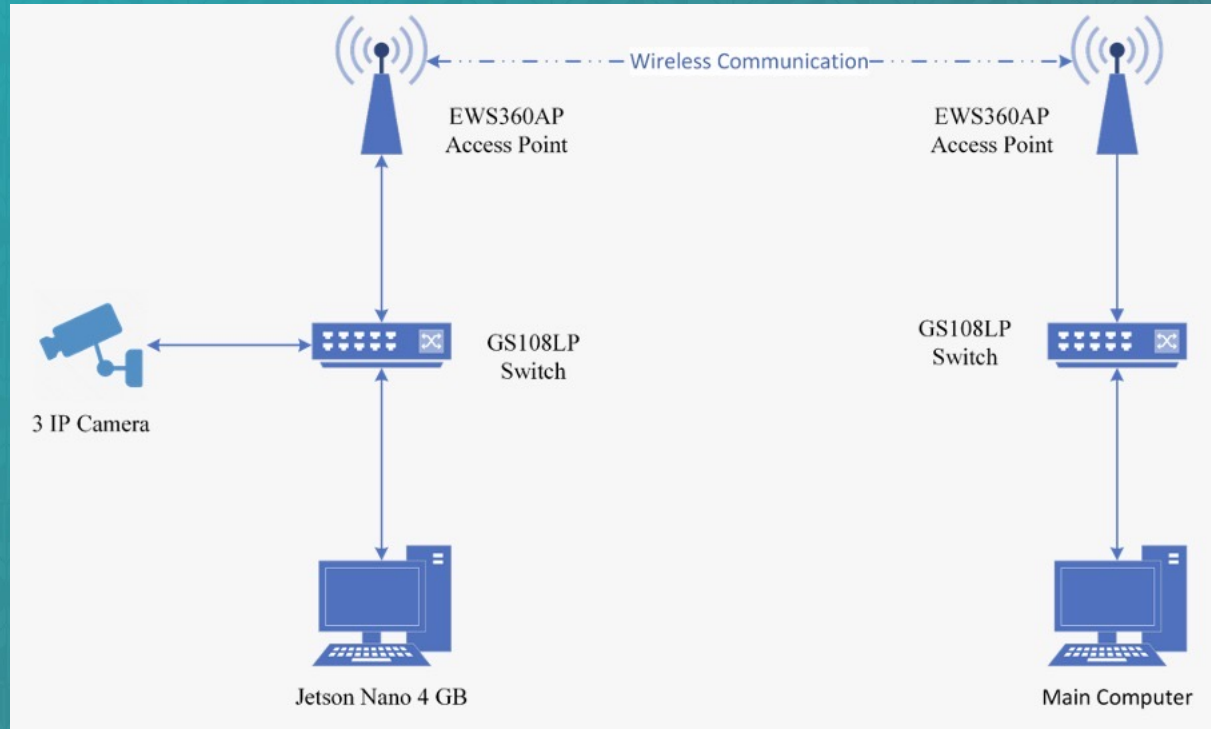 Wireless Communication
EWS360AP
Access Point
EWS360AP
Access Point
GS108LP
Switch
GS108LP
Switch
3 IP Camera
Jetson Nano 4 GB
Main Computer